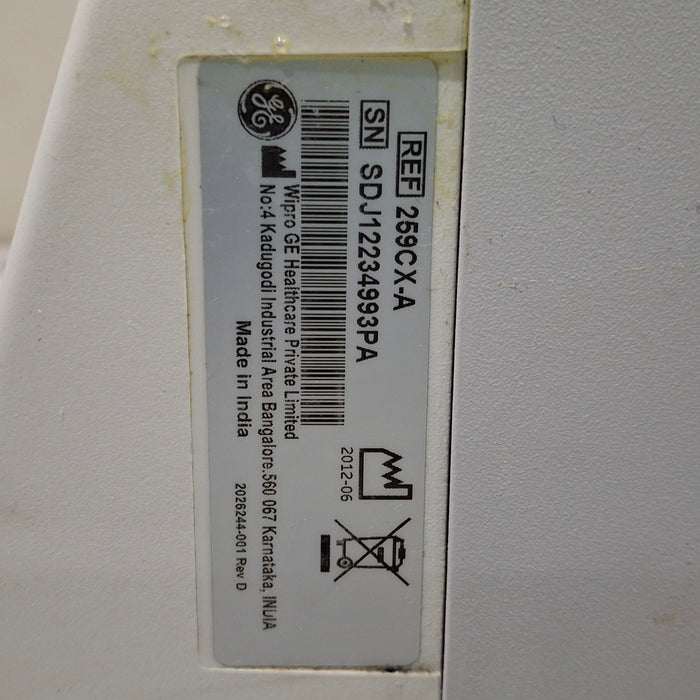 REF 259CX-A
SN SDJ12234993PA
2012-06
GE
Wipro GE Healthcare Private Limited
No:4 Kadugodi Industrial Area Bangalore.560 067 Karnataka, INDIA
Made in India
2026244-001 Rev D